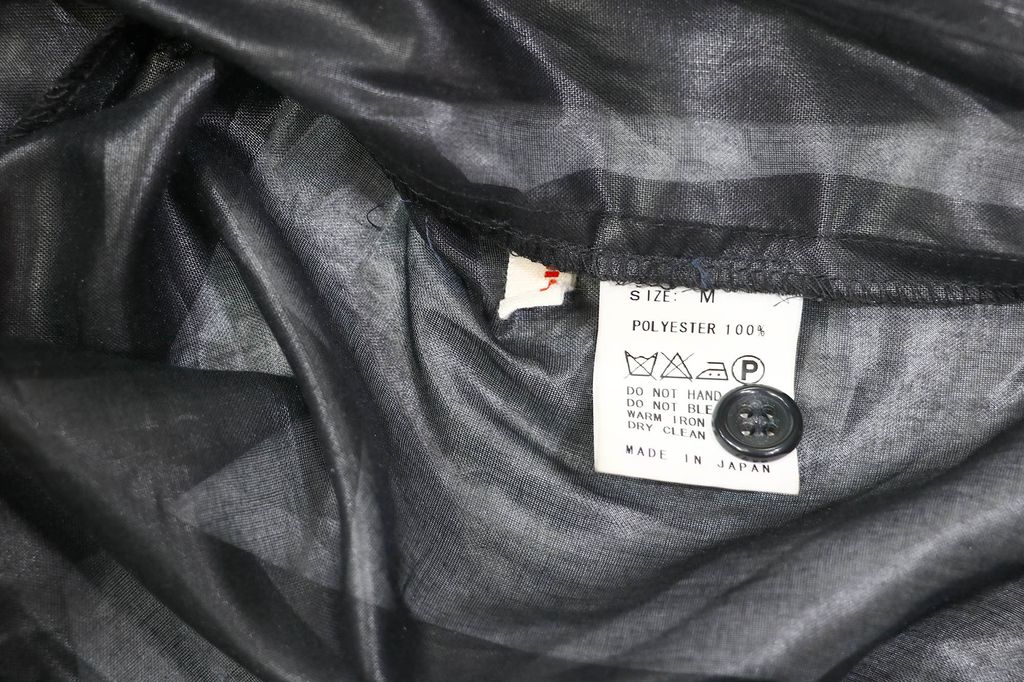 SIZE: M
POLYESTER 100%
P
DO NOT HAND
DO NOT BLE
WARM IRON
DRY CLEAN
MADE IN JAPAN